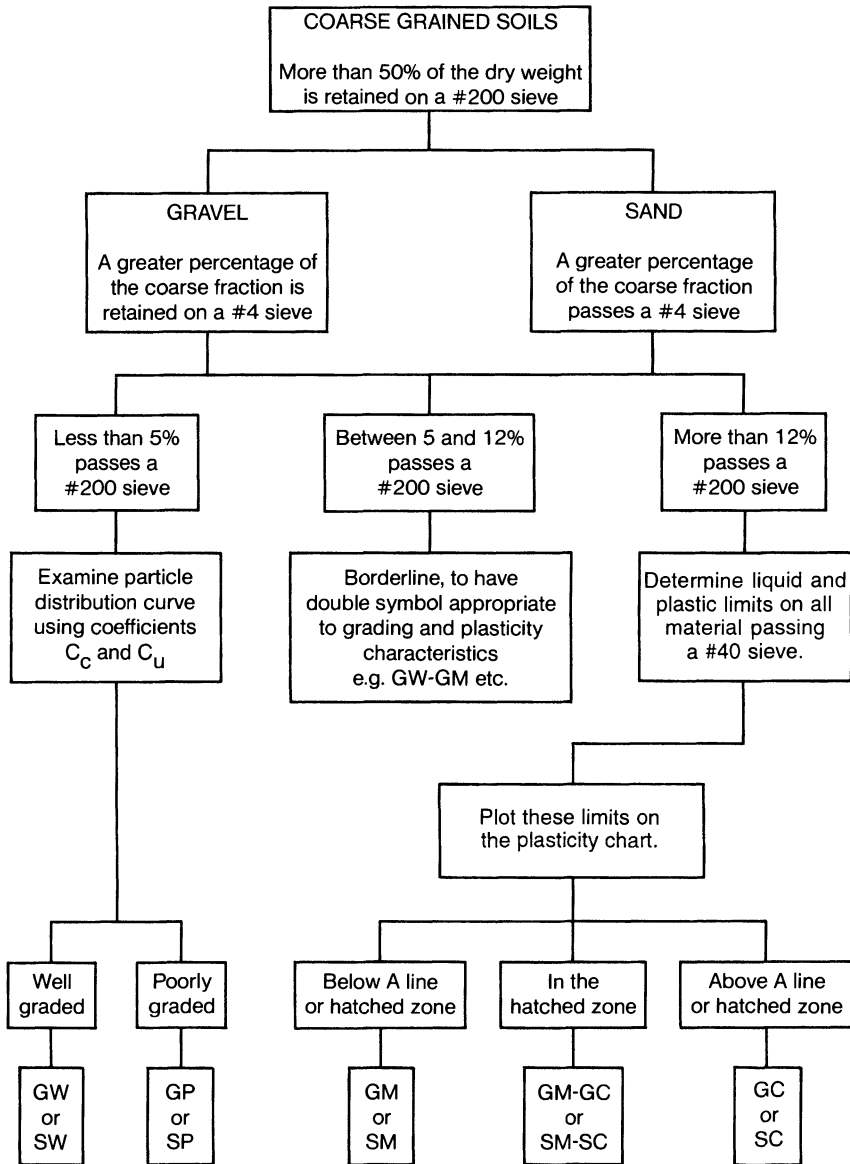 COARSE GRAINED SOILS
More than 50% of the dry weight
is retained on a #200 sieve
GRAVEL
A greater percentage of
the coarse fraction is
retained on a #4 sieve
SAND
A greater percentage
of the coarse fraction
passes a #4 sieve
Less than 5%
passes a
#200 sieve
Between 5 and 12%
passes a
#200 sieve
More than 12%
passes a
#200 sieve
Examine particle
distribution curve
using coefficients
Cc and Cu
Borderline, to have
double symbol appropriate
to grading and plasticity
characteristics
e.g. GW-GM etc.
Determine liquid and
plastic limits on all
material passing
a #40 sieve.
Plot these limits on
the plasticity chart.
Well
graded
Poorly
graded
Below A line
or hatched zone
In the
hatched zone
Above A line
or hatched zone
GW
or
SW
GP
or
SP
GM
or
SM
GM-GC
or
SM-SC
GC
or
SC